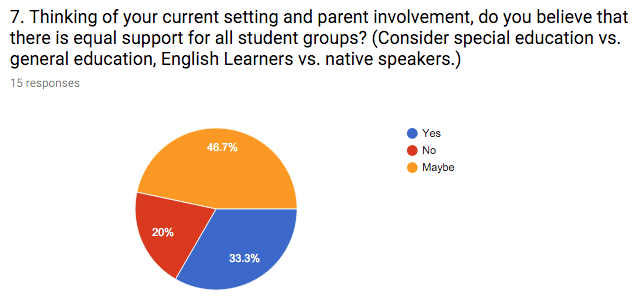 7. Thinking of your current setting and parent involvement, do you believe that
there is equal support for all student groups? (Consider special education vs.
general education, English Learners vs. native speakers.)
15 responses
Yes
No
Maybe
46.7%
20%
33.3%